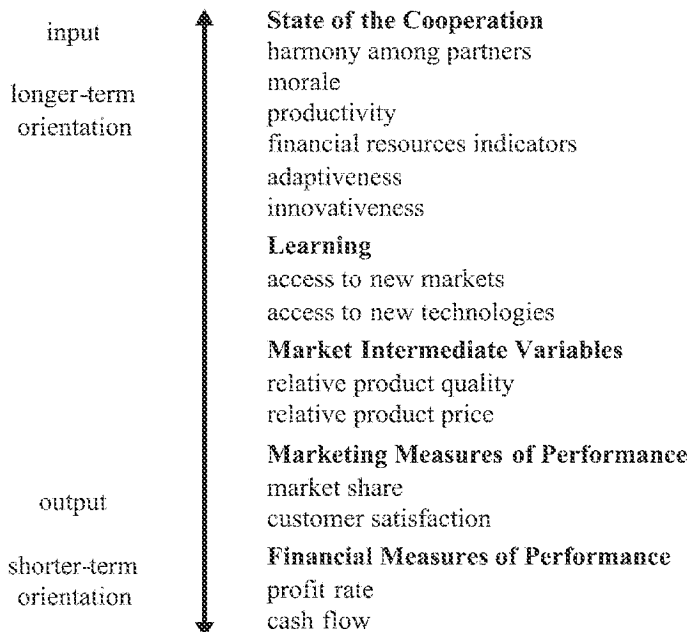 input
longer-term
orientation
output
shorter-term
orientation
State of the Cooperation
harmony among partners
morale
productivity
financial resources indicators
adaptiveness
innovativeness
Learning
access to new markets
access to new technologies
Market Intermediate Variables
relative product quality
relative product price
Marketing Measures of Performance
market share
customer satisfaction
Financial Measures of Performance
profit rate
cash flow